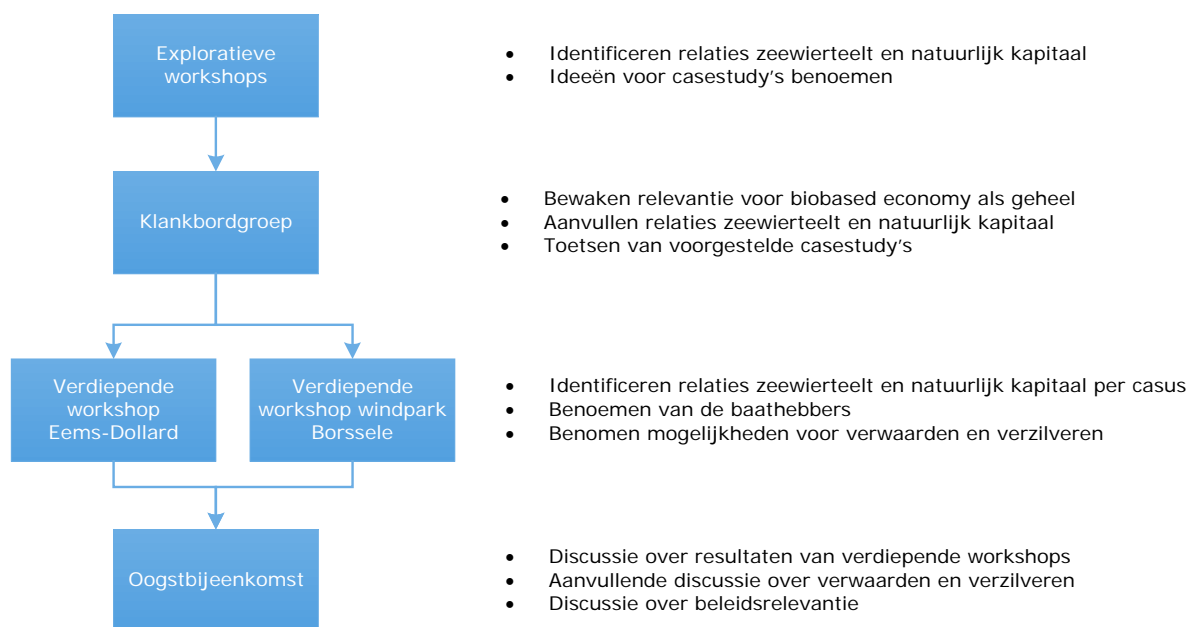 Exploratieve
workshops
• Identificeren relaties zeewierteelt en natuurlijk kapitaal
• Ideeën voor casestudy's benoemen
Klankbordgroep
• Bewaken relevantie voor biobased economy als geheel
• Aanvullen relaties zeewierteelt en natuurlijk kapitaal
• Toetsen van voorgestelde casestudy's
Verdiepende
workshop
Eems-Dollard
Verdiepende
workshop windpark
Borssele
• Identificeren relaties zeewierteelt en natuurlijk kapitaal per casus
• Benoemen van de baathebbers
• Benomen mogelijkheden voor verwaarden en verzilveren
Oogstbijeenkomst
• Discussie over resultaten van verdiepende workshops
• Aanvullende discussie over verwaarden en verzilveren
• Discussie over beleidsrelevantie